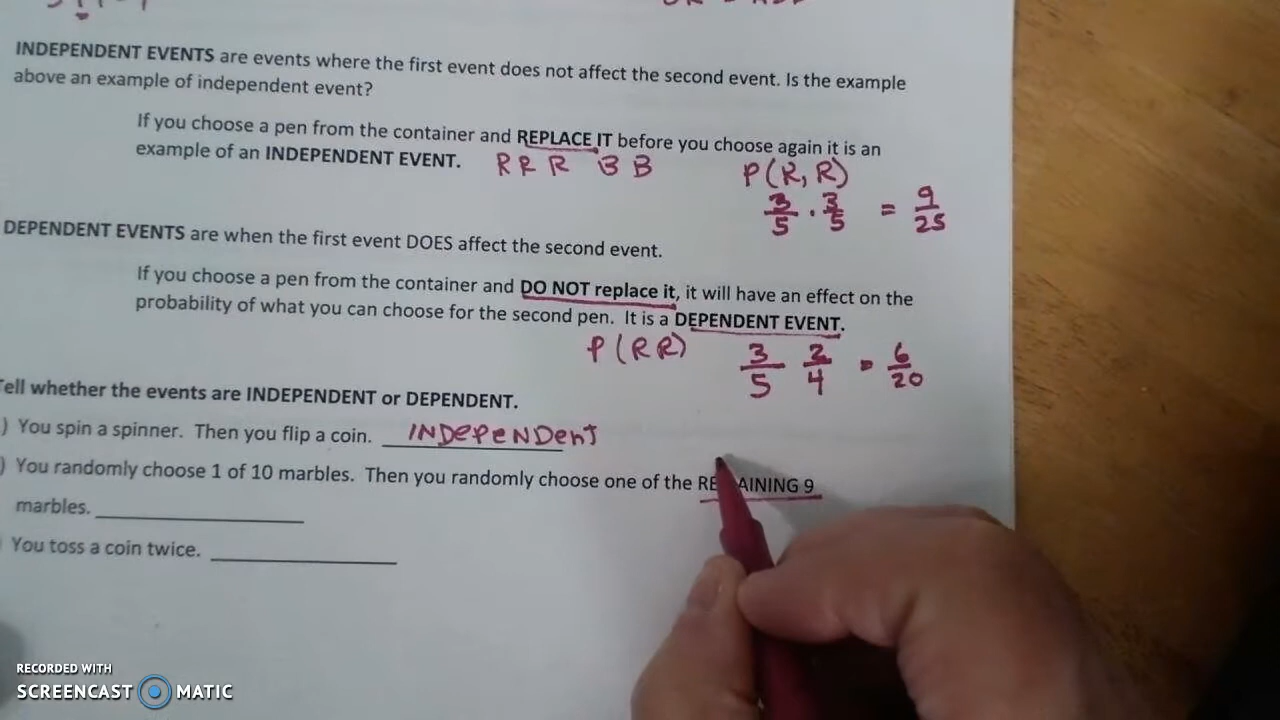 INDEPENDENT EVENTS are events where the first event does not affect the second event. Is the example
above an example of independent event?
If you choose a pen from the container and REPLACE IT before you choose again it is an
example of an INDEPENDENT EVENT. R R R B B P(R, R)
3/5 · 3/5 = 9/25
DEPENDENT EVENTS are when the first event DOES affect the second event.
If you choose a pen from the container and DO NOT replace it, it will have an effect on the
probability of what you can choose for the second pen. It is a DEPENDENT EVENT.
P(RR) 3/5 2/4 = 6/20
Tell whether the events are INDEPENDENT or DEPENDENT.
) You spin a spinner. Then you flip a coin. INDePeNDenT
) You randomly choose 1 of 10 marbles. Then you randomly choose one of the REMAINING 9
marbles.
You toss a coin twice.
RECORDED WITH
SCREENCAST MATIC